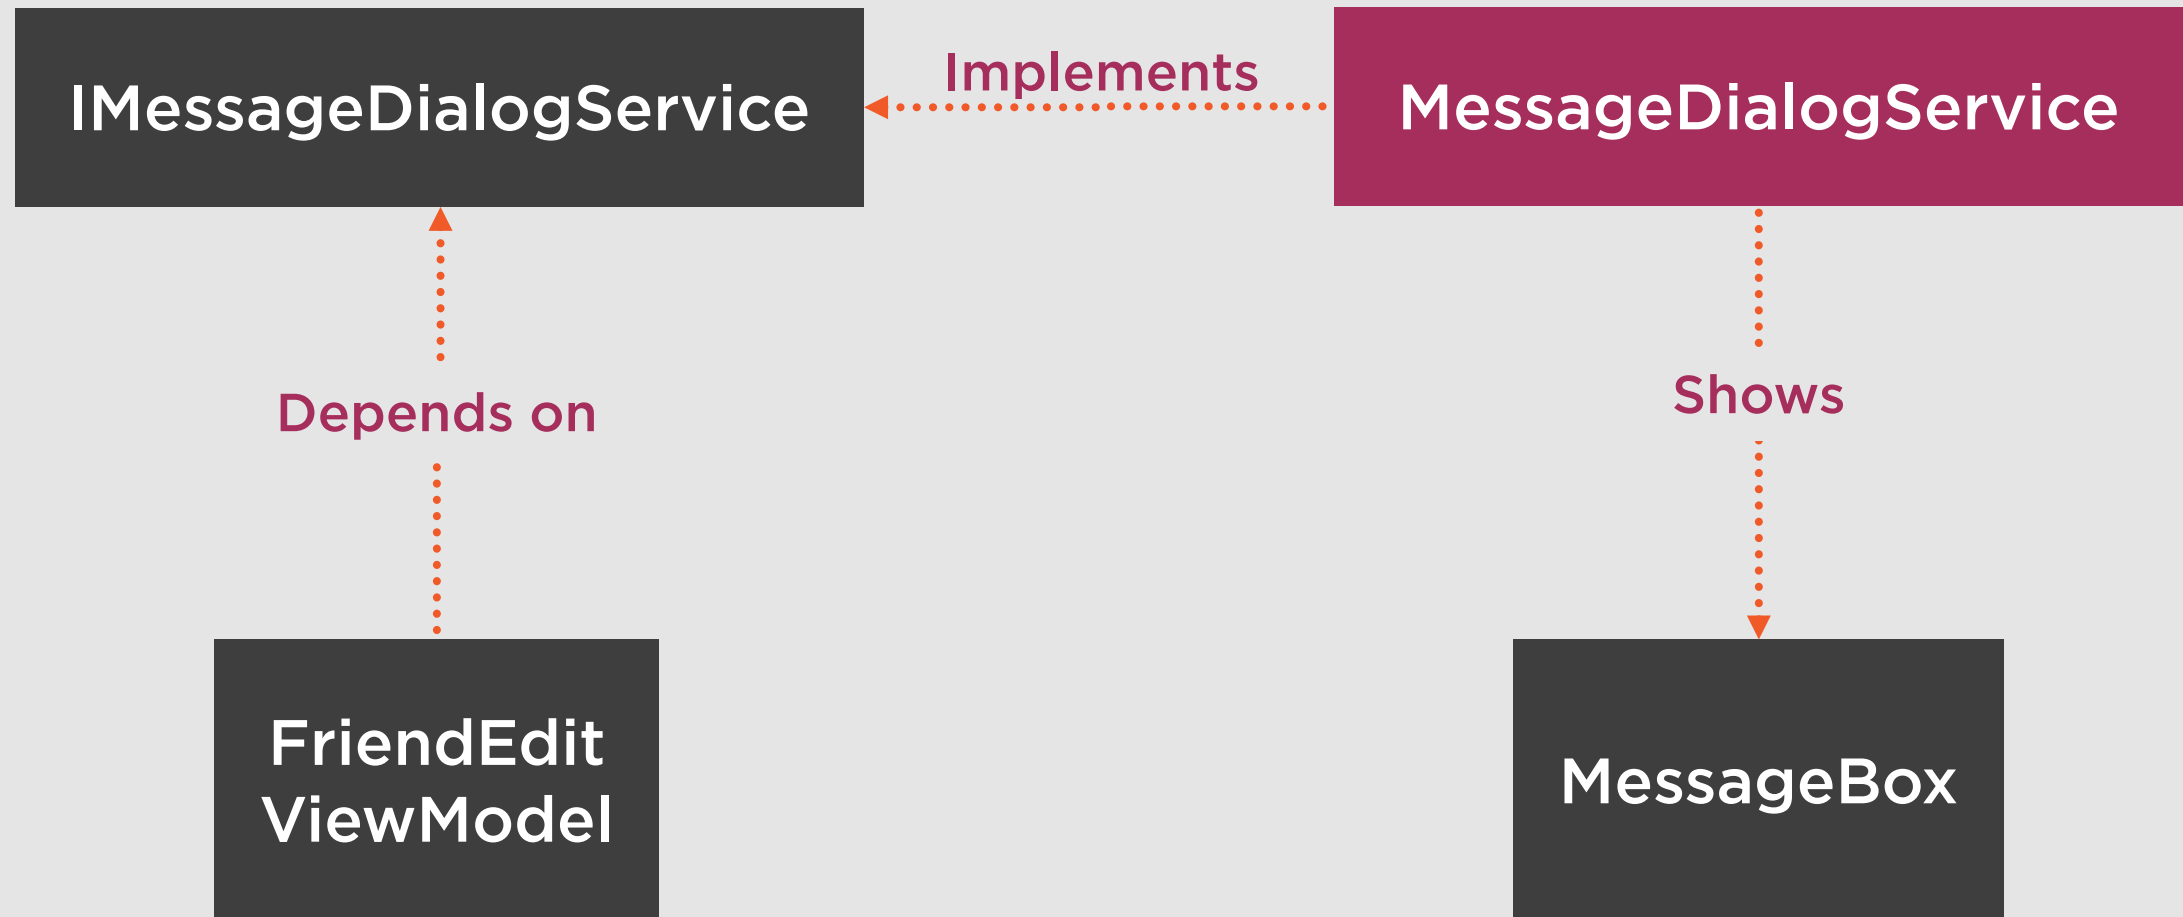 IMessageDialogService
Implements
MessageDialogService
Depends on
Shows
FriendEdit
ViewModel
MessageBox